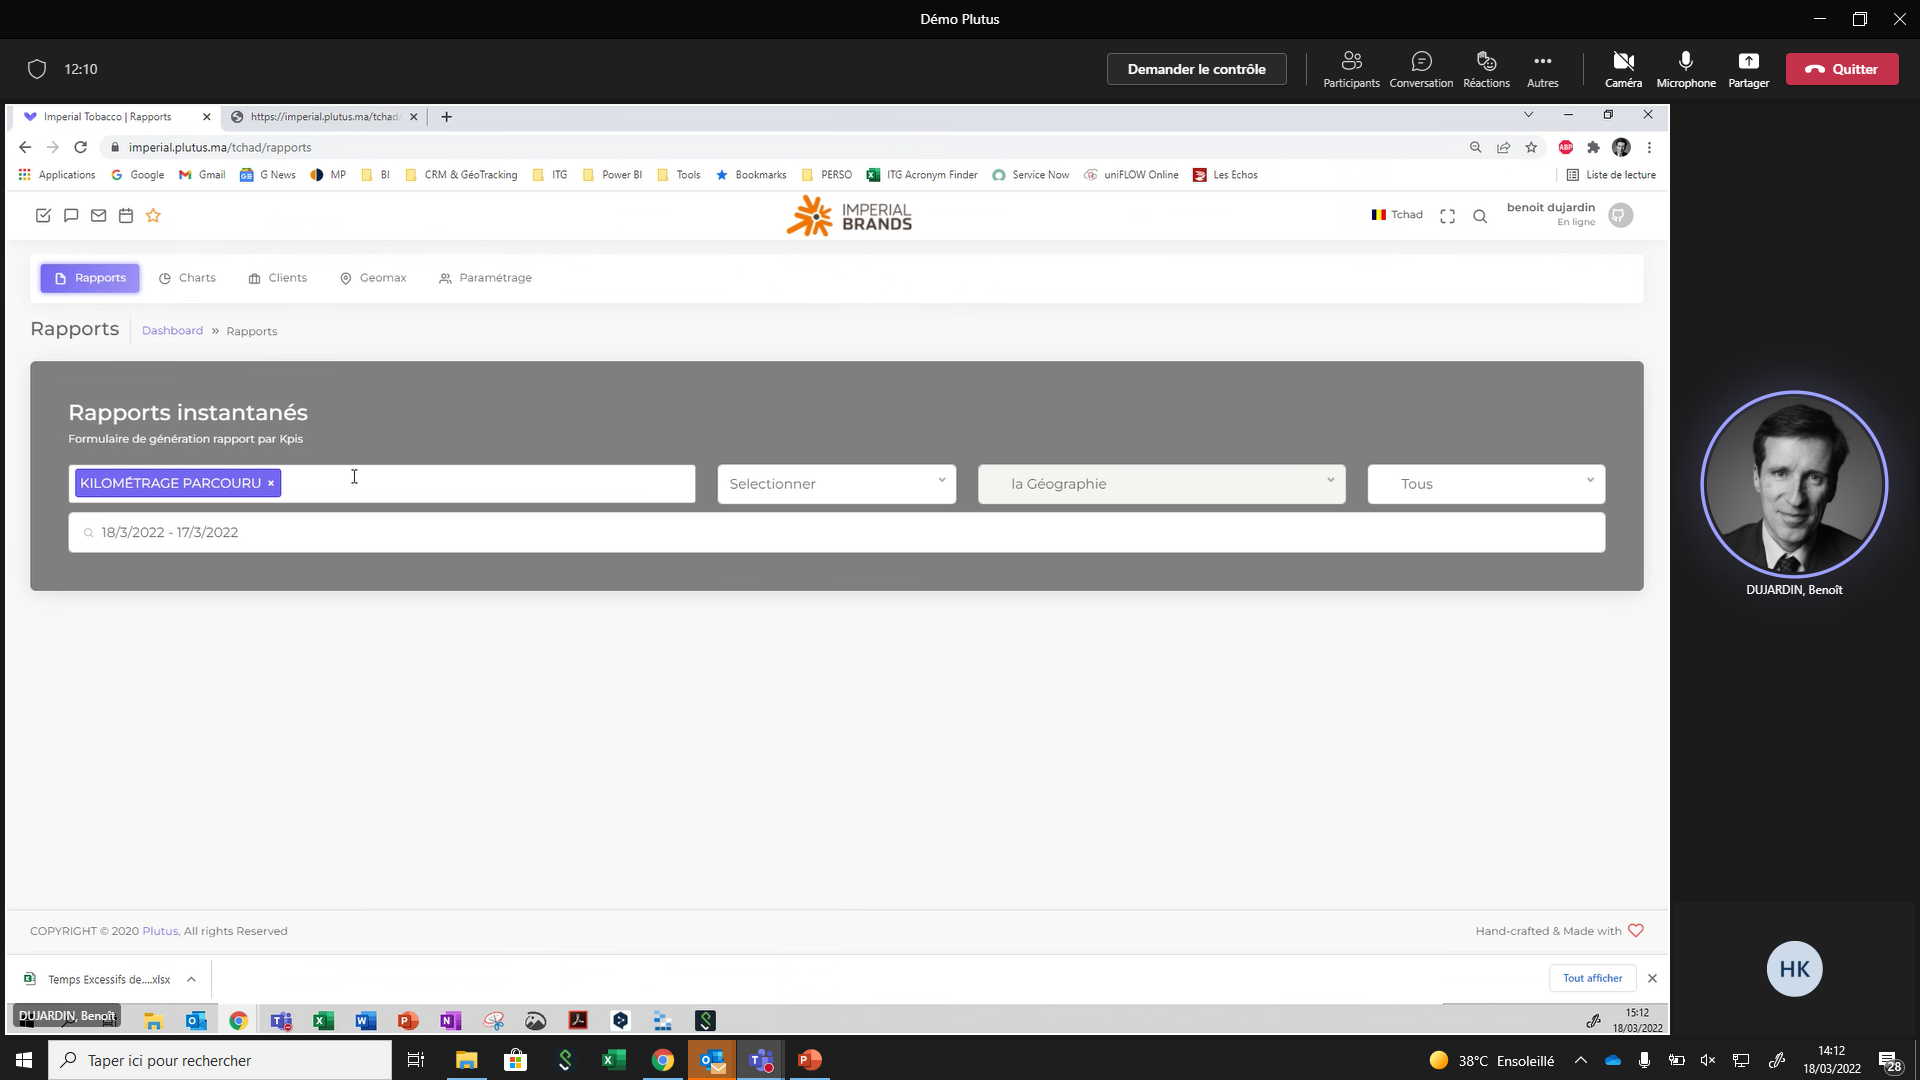 Démo Plutus
12:10
Demander le contrôle
Participants
Conversation
Réactions
Autres
Caméra
Microphone
Partager
Quitter
Imperial Tobacco | Rapports
https://imperial.plutus.ma/tchad/
imperial.plutus.ma/tchad/rapports
ABP
Applications
Google
Gmail
G News
MP
BI
CRM & GéoTracking
ITG
Power BI
Tools
Bookmarks
PERSO
ITG Acronym Finder
Service Now
uniFLOW Online
Les Echos
Liste de lecture
IMPERIAL
BRANDS
Tchad
benoit dujardin
En ligne
Rapports
Charts
Clients
Geomax
Paramétrage
Rapports
Dashboard » Rapports
Rapports instantanés
Formulaire de génération rapport par Kpis
KILOMÉTRAGE PARCOURU ×
Selectionner
la Géographie
Tous
18/3/2022 - 17/3/2022
DUJARDIN, Benoît
COPYRIGHT © 2020 Plutus, All rights Reserved
Hand-crafted & Made with
Temps Excessifs de....xlsx
Tout afficher
HK
DUJARDIN, Benoît
15:12
18/03/2022
Taper ici pour rechercher
38°C Ensoleillé
14:12
18/03/2022
28